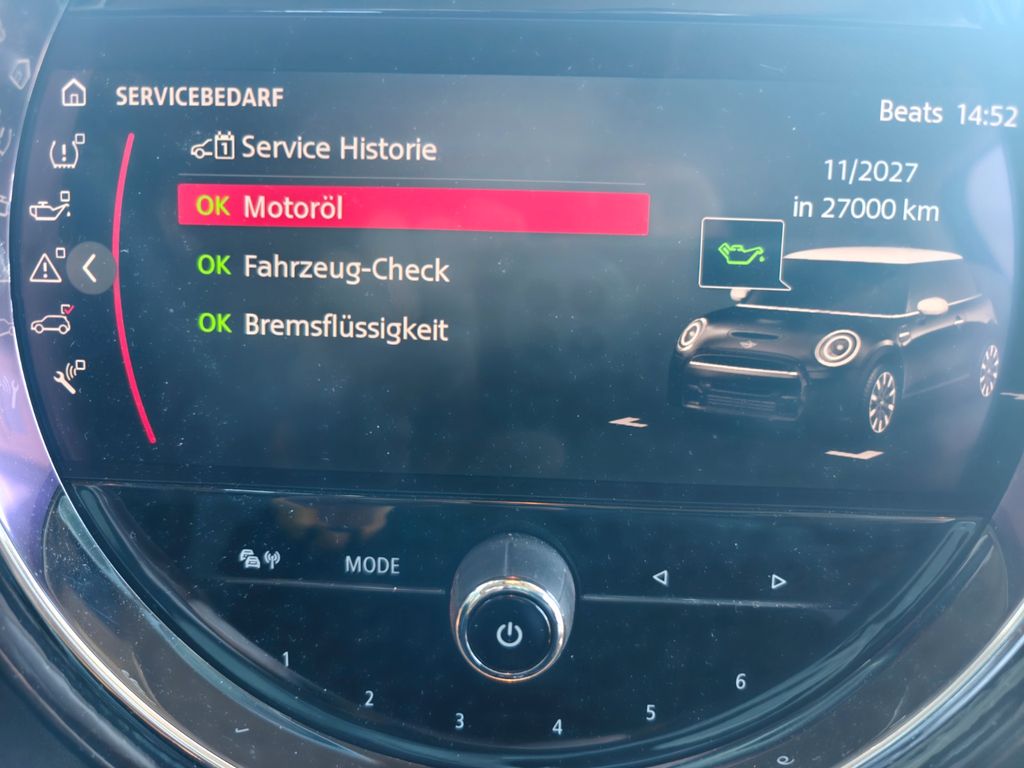 SERVICEBEDARF
Beats 14:52
1 Service Historie
OK Motoröl
OK Fahrzeug-Check
OK Bremsflüssigkeit
11/2027
in 27000 km
MODE
1
2
3
4
5
6